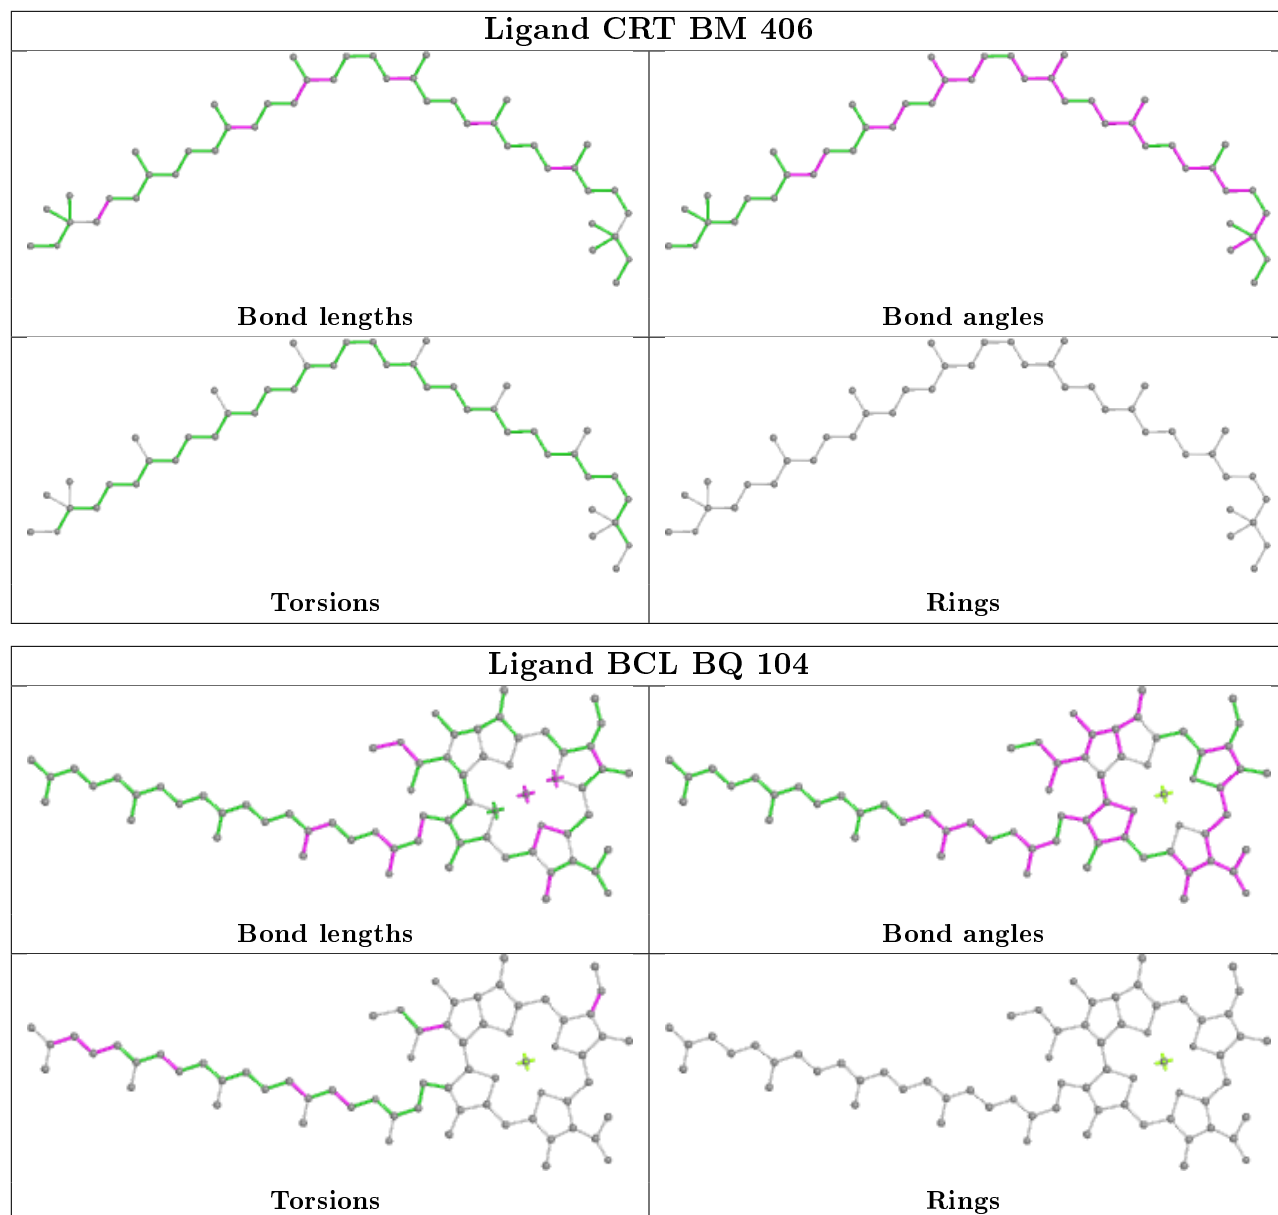 Ligand CRT BM 406
Bond lengths
Bond angles
Torsions
Rings
Ligand BCL BQ 104
Bond lengths
Bond angles
Torsions
Rings